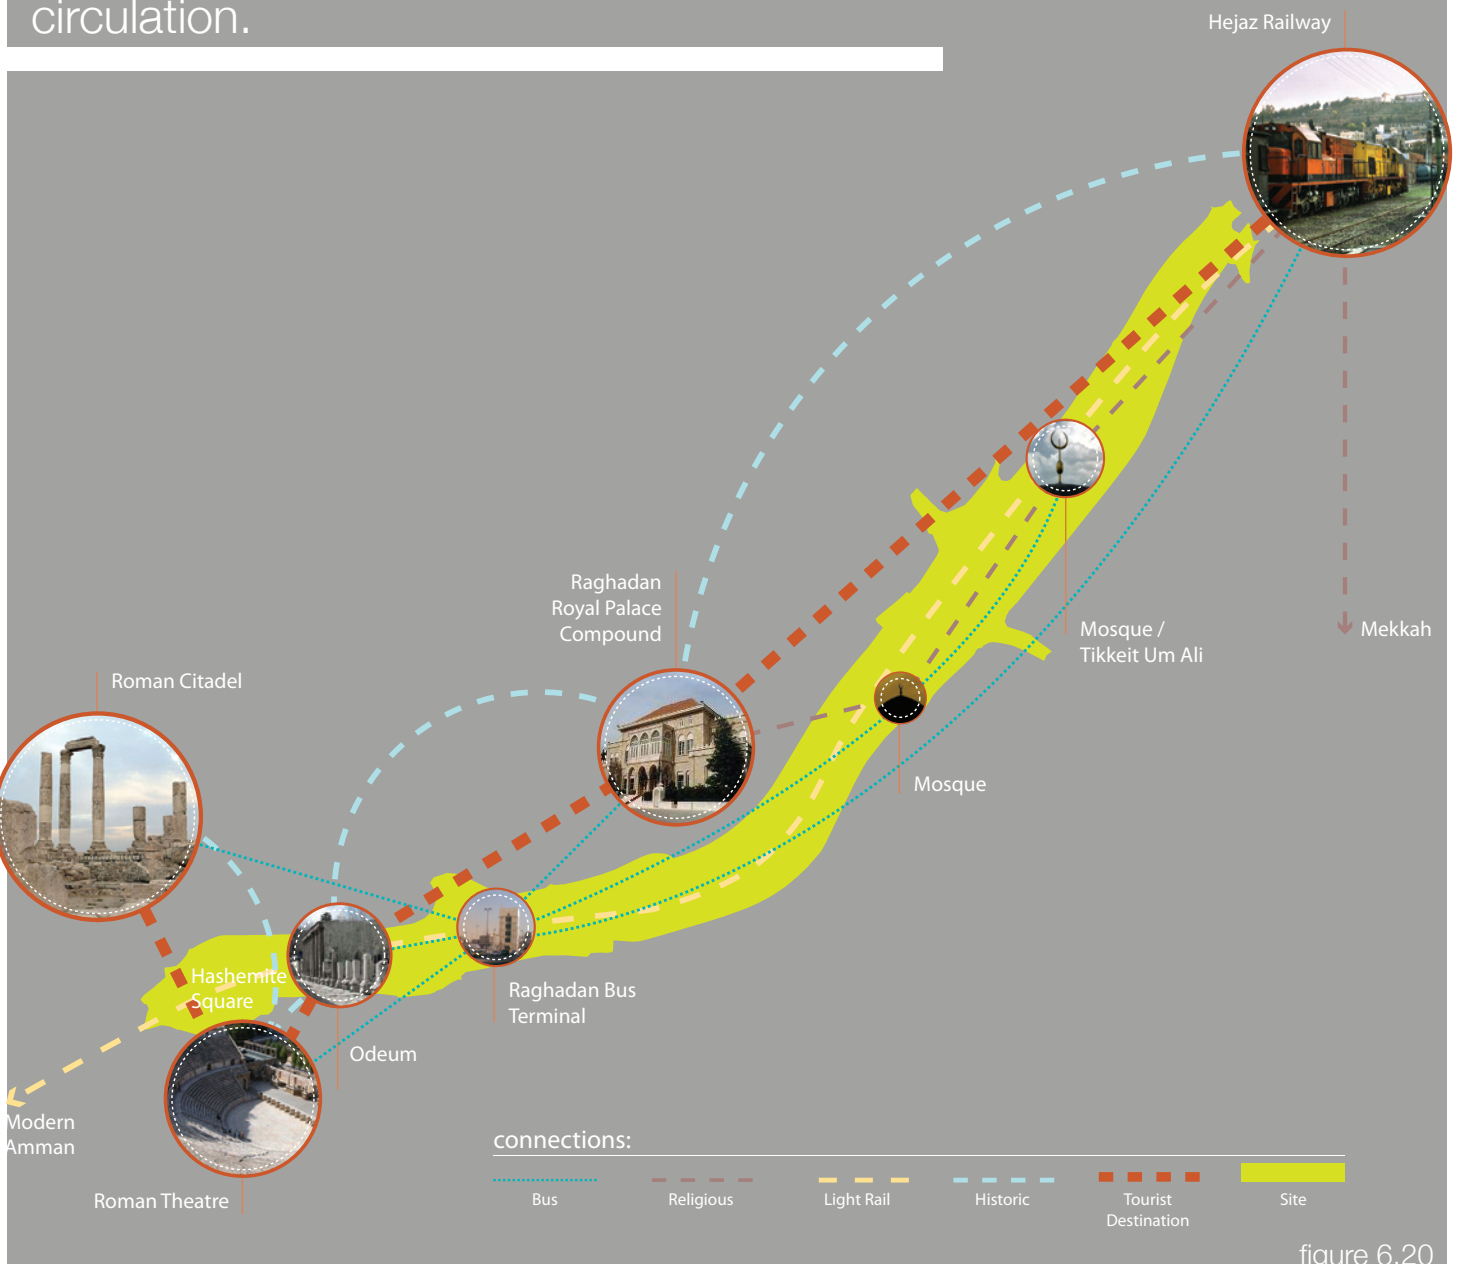 circulation.
Hejaz Railway
Raghadan
Royal Palace
Compound
Mosque /
Tikkeit Um Ali
Mekkah
Roman Citadel
Mosque
Hashemite
Square
Raghadan Bus
Terminal
Odeum
Modern
Amman
Roman Theatre
connections:
Bus
Religious
Light Rail
Historic
Tourist
Destination
Site
figure 6.20